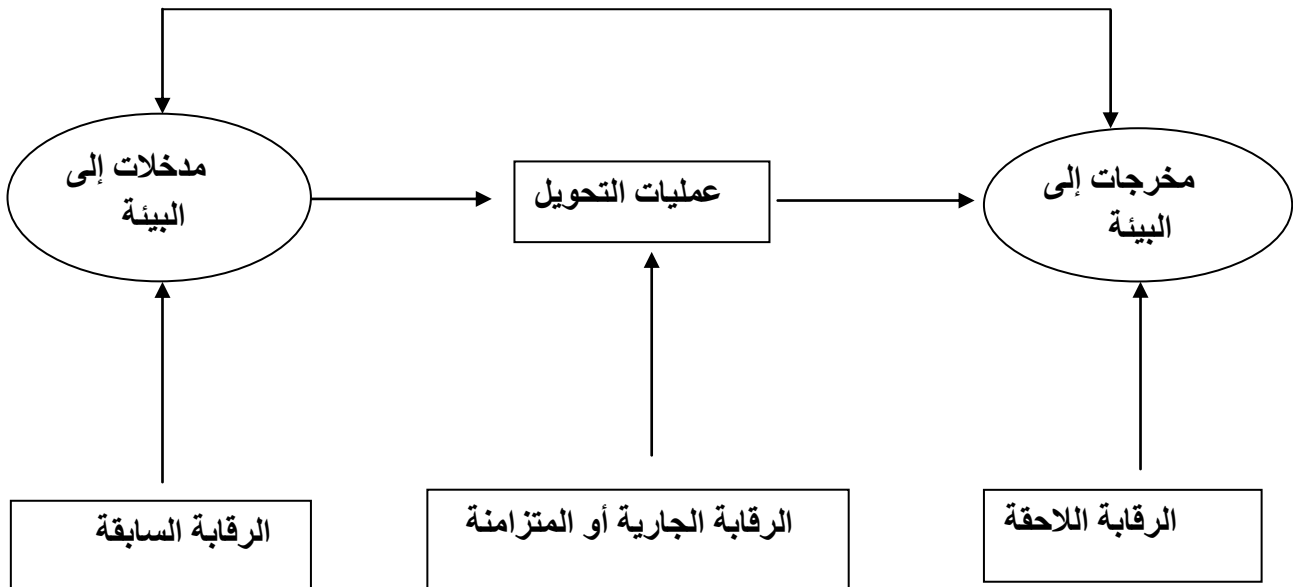 مدخلات إلى
البيئة
عمليات التحويل
مخرجات إلى
البيئة
الرقابة السابقة
الرقابة الجارية أو المتزامنة
الرقابة اللاحقة